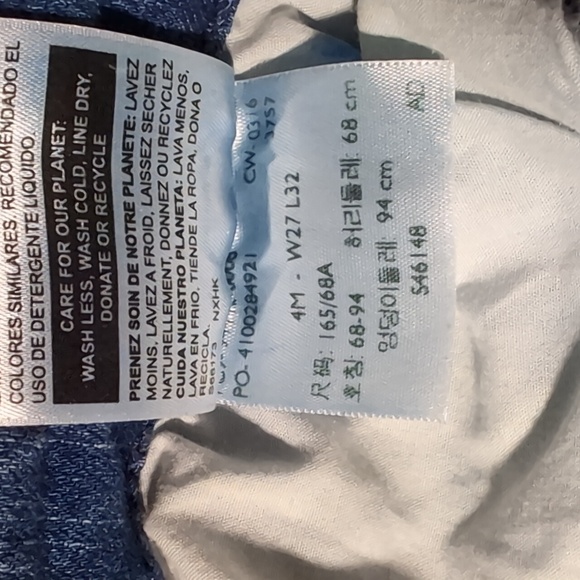 COLORES SIMILARES. RECOMENDADO EL
USO DE DETERGENTE LIQUIDO.
CARE FOR OUR PLANET:
WASH LESS, WASH COLD, LINE DRY,
DONATE OR RECYCLE
PRENEZ SOIN DE NOTRE PLANETE: LAVEZ
MOINS, LAVEZ A FROID, LAISSEZ SECHER
NATURELLEMENT, DONNEZ OU RECYCLEZ
CUIDA NUESTRO PLANETA: LAVA MENOS,
LAVA EN FRIO, TIENDE LA ROPA, DONA O
RECICLA.
568173 NXHK
PO- 4100284921 CW- 0316
3757
4M - W27 L32
尺码: 165/68A
호칭: 68-94 허리둘레: 68 cm
엉덩이둘레: 94 cm
546148 AD